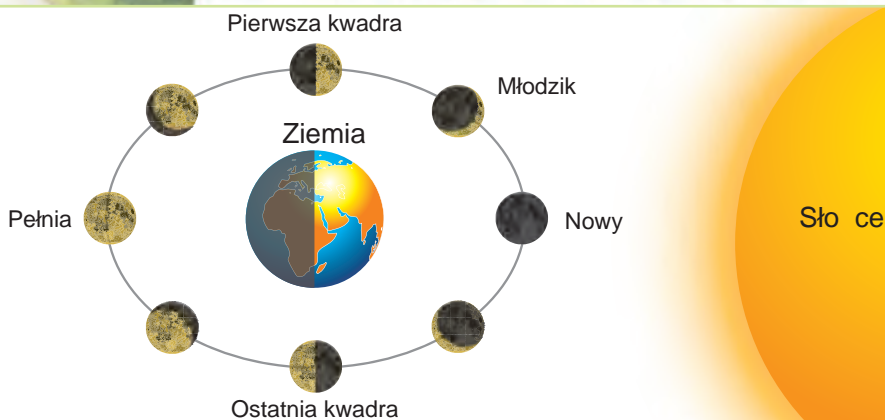 Pierwsza kwadra
Młodzik
Ziemia
Pełnia
Nowy
Sło ce
Ostatnia kwadra